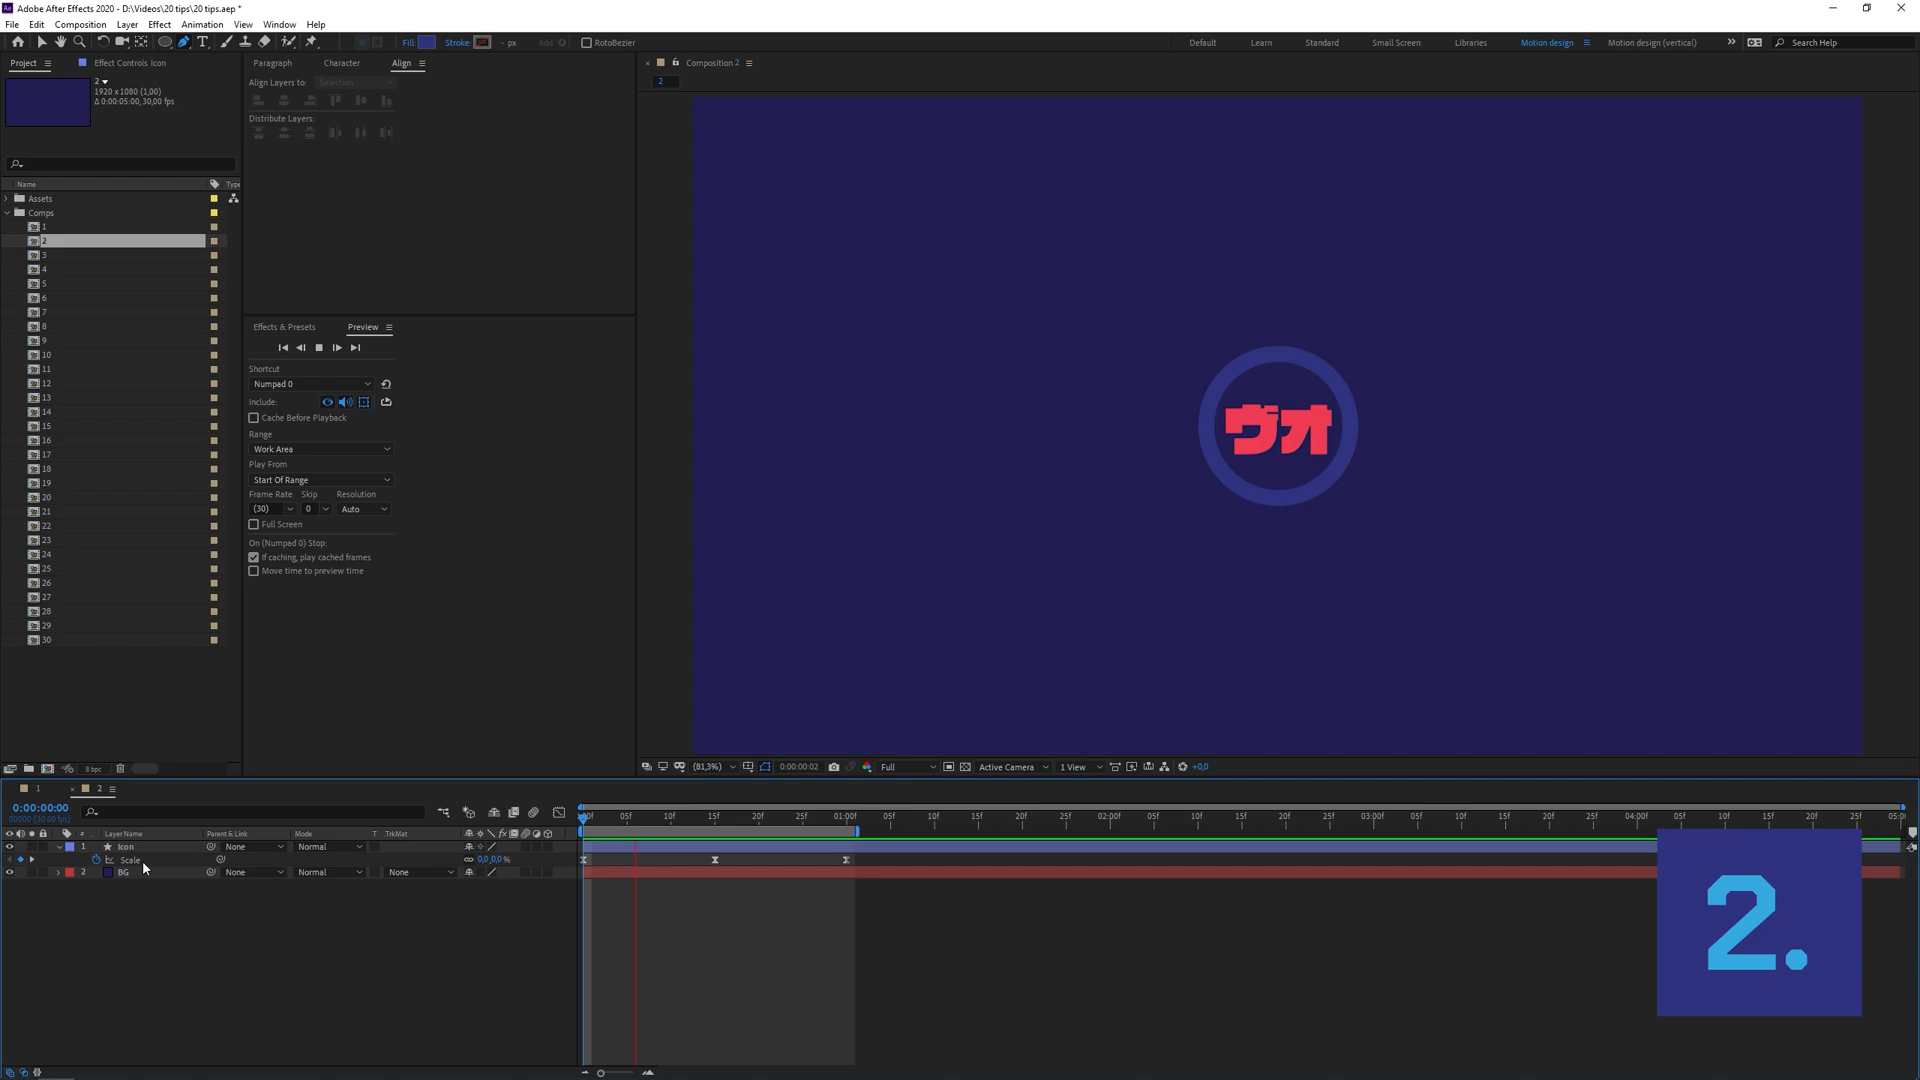 Adobe After Effects 2020 - D:\Videos\20 tips\20 tips.aep *
File Edit Composition Layer Effect Animation View Window Help
Fill: Stroke: - px Add: RotoBezier Default Learn Standard Small Screen Libraries Motion design Motion design (vertical) Search Help
Project Effect Controls Icon
2
1920 x 1080 (1,00)
Δ 0:00:05:00, 30,00 fps
Name Type
Assets
Comps
1
2
3
4
5
6
7
8
9
10
11
12
13
14
15
16
17
18
19
20
21
22
23
24
25
26
27
28
29
30
8 bpc
Paragraph Character Align
Align Layers to: Selection
Distribute Layers:
Effects & Presets Preview
Shortcut
Numpad 0
Include:
Cache Before Playback
Range
Work Area
Play From
Start Of Range
Frame Rate Skip Resolution
(30) 0 Auto
Full Screen
On (Numpad 0) Stop:
If caching, play cached frames
Move time to preview time
Composition 2
2
ヴオ
(81,3%) 0:00:00:02 Full Active Camera 1 View +0,0
1 2
0:00:00:00
00000 (30.00 fps)
# Layer Name Parent & Link Mode T .TrkMat
1 Icon None Normal
Scale 0,0,0,0 %
2 BG None Normal None
:00f 05f 10f 15f 20f 25f 01:00f 05f 10f 15f 20f 25f 02:00f 05f 10f 15f 20f 25f 03:00f 05f 10f 15f 20f 25f 04:00f 05f 10f 15f 20f 25f 05:0
2.